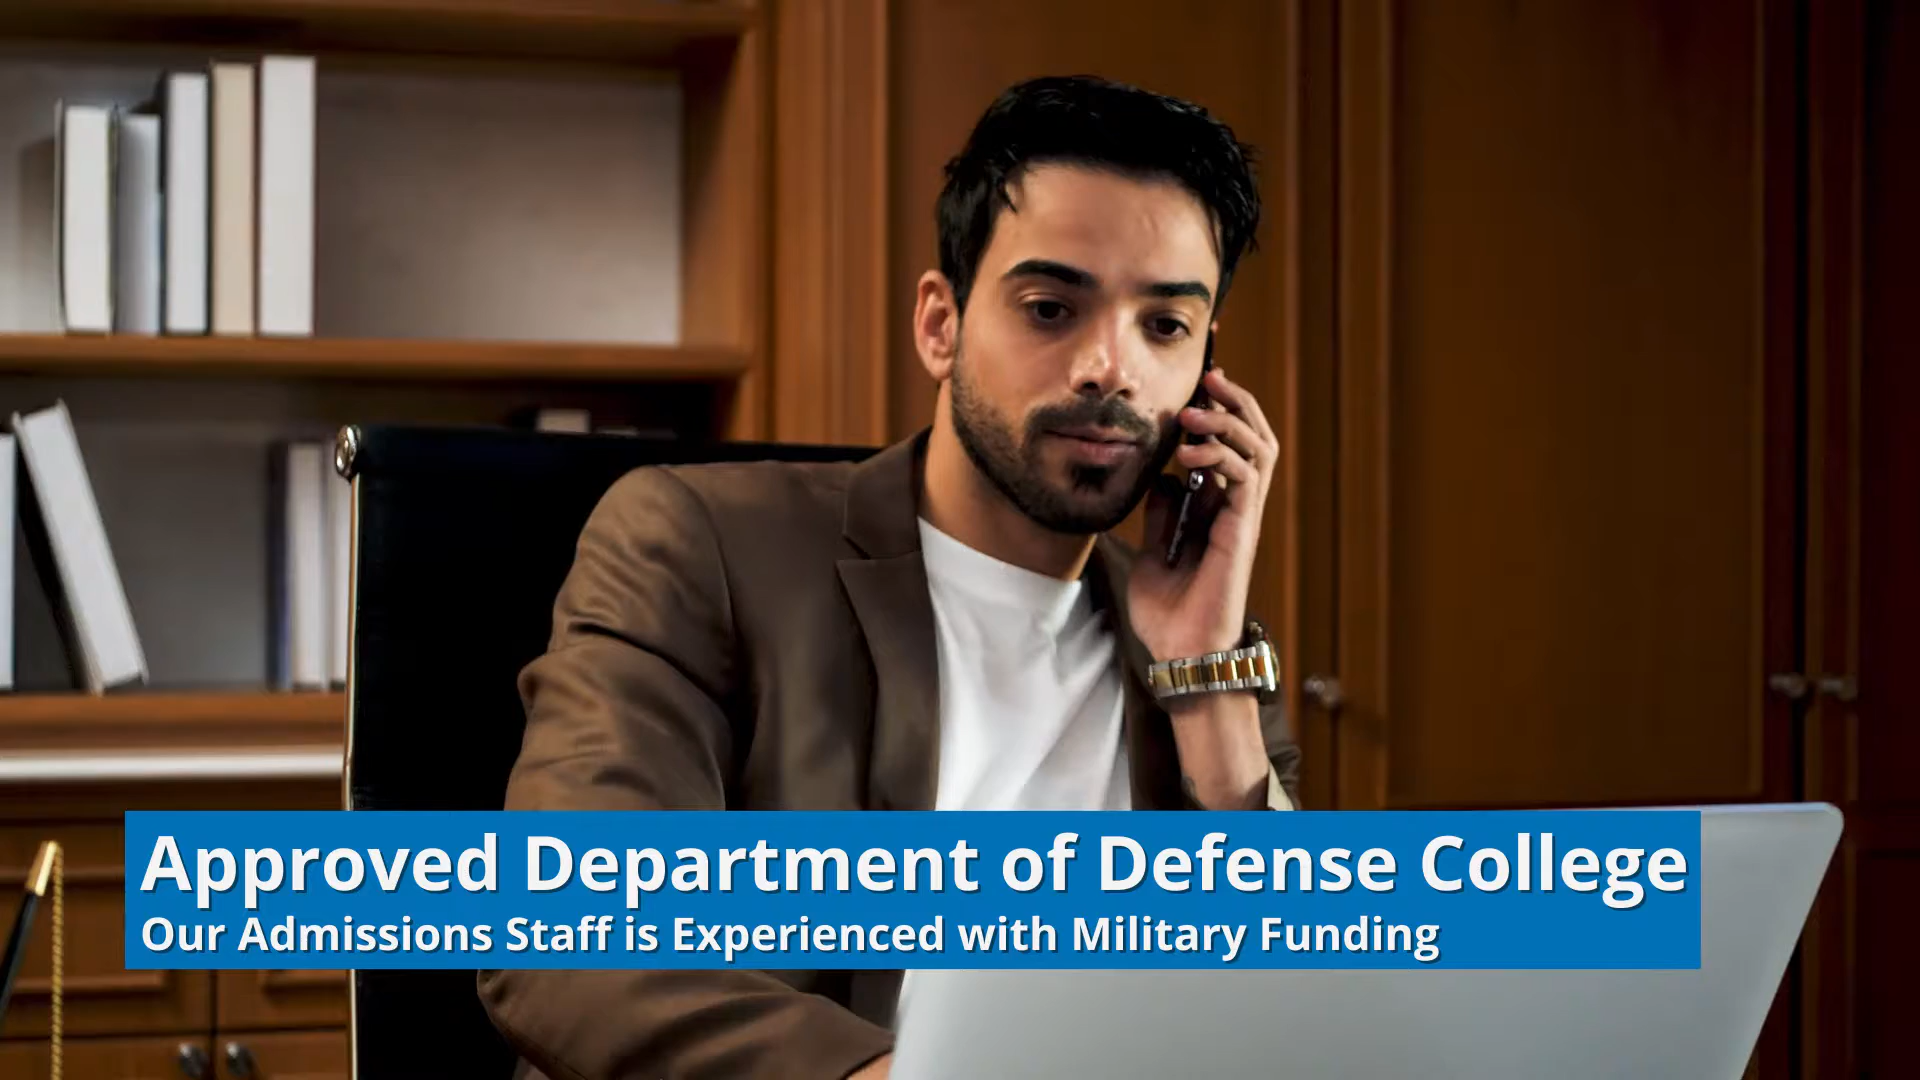 Approved Department of Defense College
Our Admissions Staff is Experienced with Military Funding